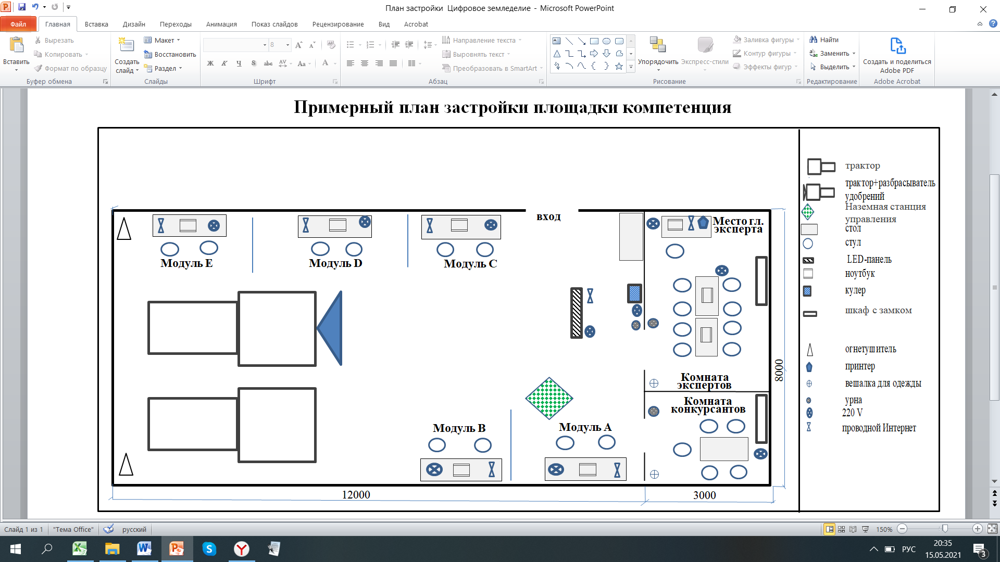 План застройки  Цифровое земледелие - Microsoft PowerPoint
Файл
Главная
Вставка
Дизайн
Переходы
Анимация
Показ слайдов
Рецензирование
Вид
Acrobat
Вставить
Вырезать
Копировать
Формат по образцу
Буфер обмена
Создать
слайд
Макет
Восстановить
Раздел
Слайды
8
Ж К Ч S abc AV Aa A
Шрифт
Направление текста
Выровнять текст
Преобразовать в SmartArt
Абзац
Упорядочить
Экспресс-стили
Заливка фигуры
Контур фигуры
Эффекты фигур
Рисование
Найти
Заменить
Выделить
Редактирование
Создать и поделиться
Adobe PDF
Adobe Acrobat
Примерный план застройки площадки компетенция
вход
Место гл.
эксперта
Модуль E
Модуль D
Модуль C
Комната
экспертов
Комната
конкурсантов
Модуль B
Модуль A
12000
3000
8000
трактор
трактор+разбрасыватель
удобрений
Наземная станция
управления
стол
стул
LED-панель
ноутбук
кулер
шкаф с замком
огнетушитель
принтер
вешалка для одежды
урна
220 V
проводной Интернет
Слайд 1 из 1
"Тема Office"
русский
150%
РУС
20:35
15.05.2021
3